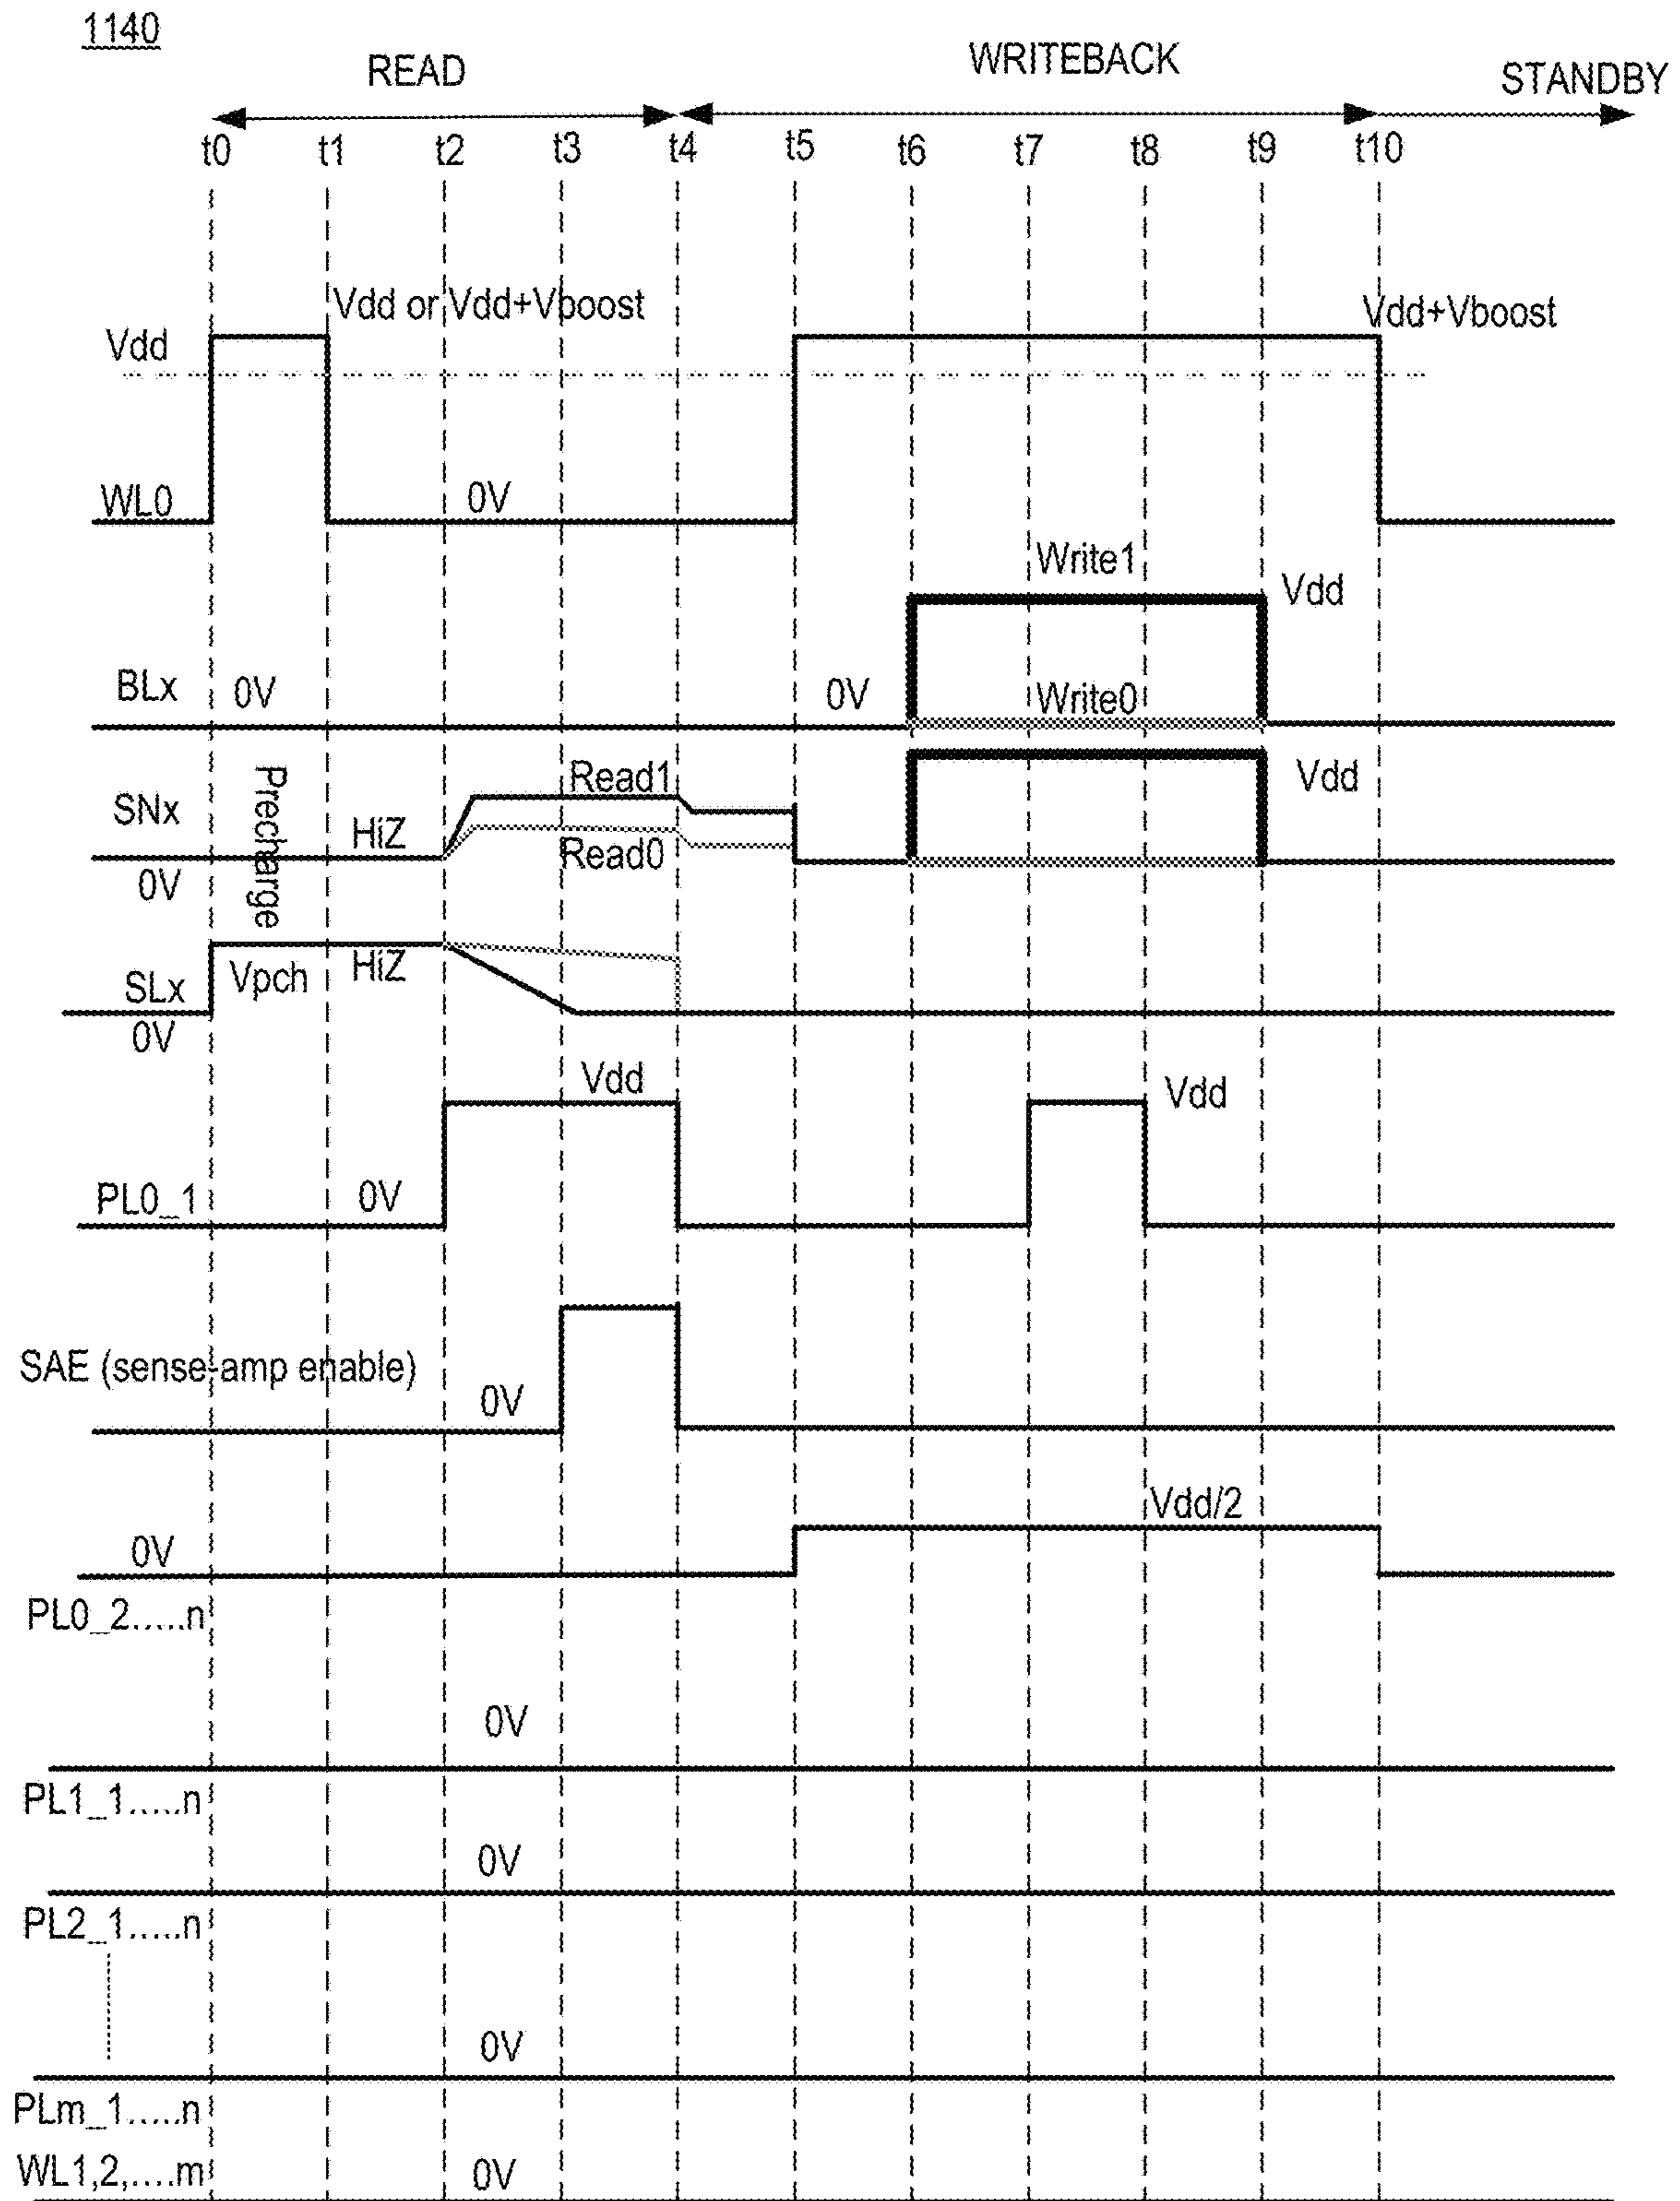 1140
READ
WRITEBACK
STANDBY
t0 t1 t2 t3 t4 t5 t6 t7 t8 t9 t10
Vdd or Vdd+Vboost
Vdd+Vboost
Vdd
WL0
0V
Write1
Vdd
BLx
0V
0V
Write0
Precharge
Read1
Vdd
SNx
HiZ
Read0
0V
Vpch
HiZ
SLx
0V
Vdd
Vdd
PL0_1
0V
SAE (sense-amp enable)
0V
Vdd/2
0V
PL0_2.....n
0V
PL1_1.....n
0V
PL2_1.....n
0V
PLm_1.....n
WL1,2,....m
0V